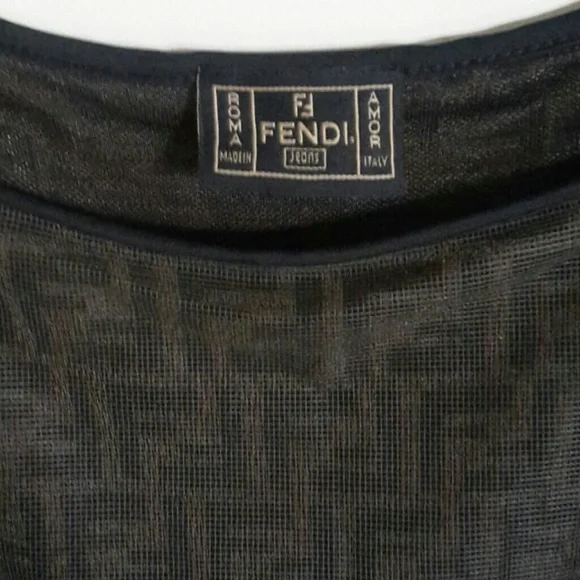 ROMA
MADE IN
FF
FENDI
Jeans
AMOR
ITALY